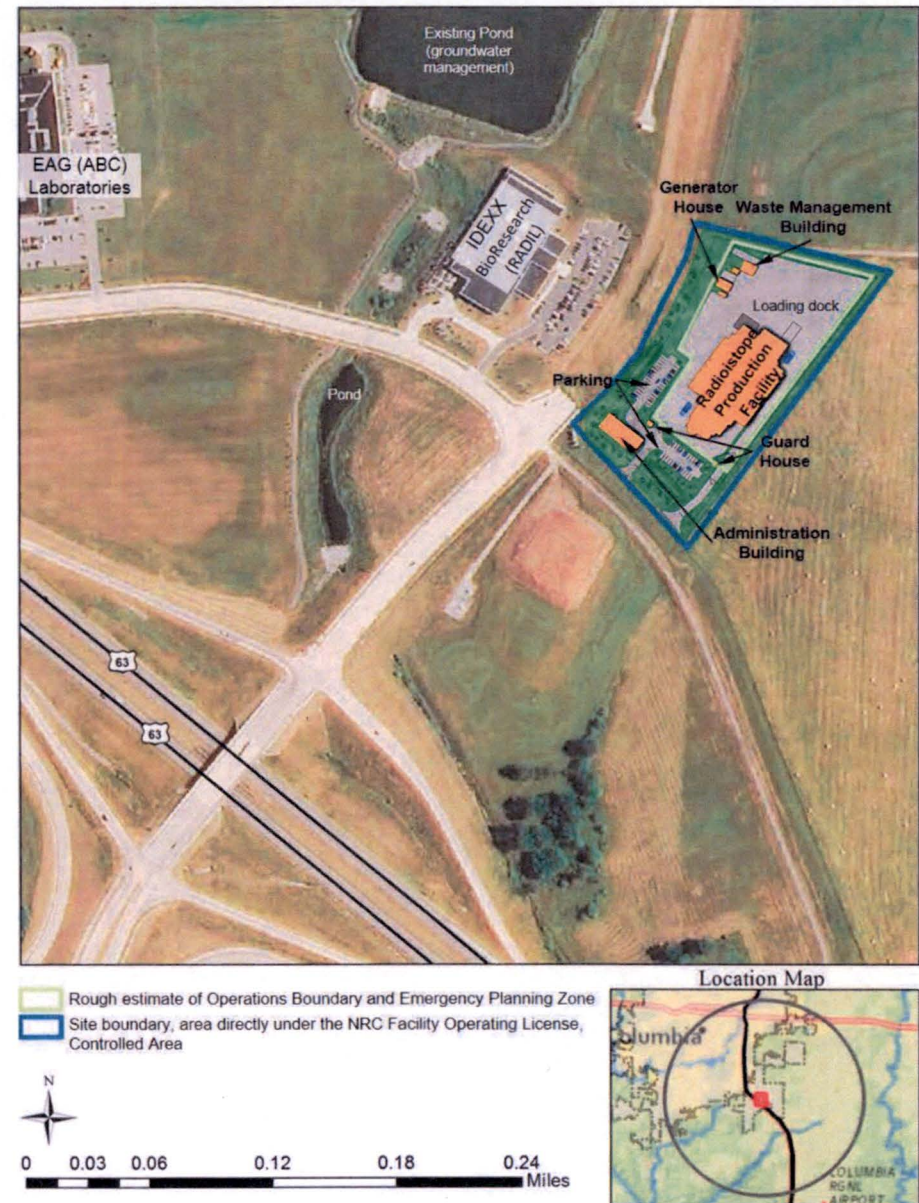 Existing Pond
(groundwater
management)
EAG (ABC)
Laboratories
IDEXX
BioResearch
(RADIL)
Generator
House
Waste Management
Building
Loading dock
Radioistope
Production
Facility
Parking
Pond
Guard
House
Administration
Building
63
63
Rough estimate of Operations Boundary and Emergency Planning Zone
Site boundary, area directly under the NRC Facility Operating License,
Controlled Area
Location Map
olumbia
COLUMBIA
RGNL
AIRPORT
N
0 0.03 0.06 0.12 0.18 0.24
Miles